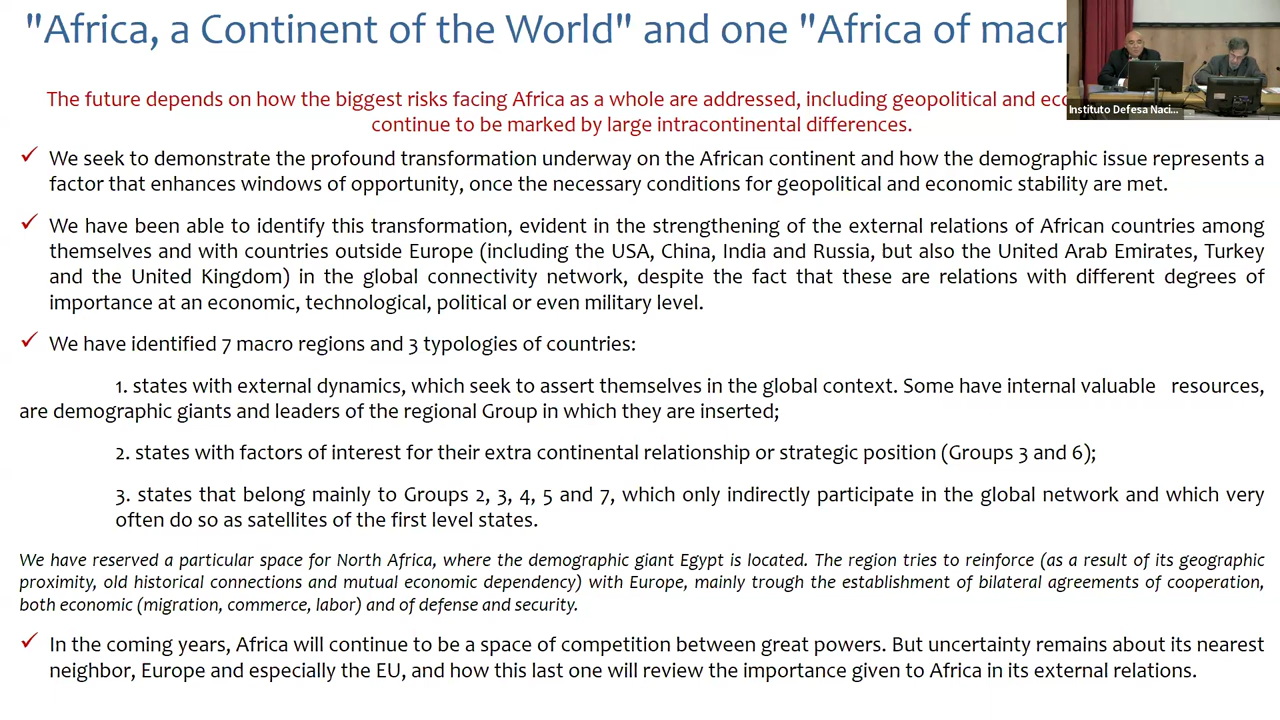 "Africa, a Continent of the World" and one "Africa of macr
The future depends on how the biggest risks facing Africa as a whole are addressed, including geopolitical and eco
continue to be marked by large intracontinental differences.
Instituto Defesa Naci...
✓ We seek to demonstrate the profound transformation underway on the African continent and how the demographic issue represents a
factor that enhances windows of opportunity, once the necessary conditions for geopolitical and economic stability are met.
✓ We have been able to identify this transformation, evident in the strengthening of the external relations of African countries among
themselves and with countries outside Europe (including the USA, China, India and Russia, but also the United Arab Emirates, Turkey
and the United Kingdom) in the global connectivity network, despite the fact that these are relations with different degrees of
importance at an economic, technological, political or even military level.
✓ We have identified 7 macro regions and 3 typologies of countries:
1. states with external dynamics, which seek to assert themselves in the global context. Some have internal valuable resources,
are demographic giants and leaders of the regional Group in which they are inserted;
2. states with factors of interest for their extra continental relationship or strategic position (Groups 3 and 6);
3. states that belong mainly to Groups 2, 3, 4, 5 and 7, which only indirectly participate in the global network and which very
often do so as satellites of the first level states.
We have reserved a particular space for North Africa, where the demographic giant Egypt is located. The region tries to reinforce (as a result of its geographic
proximity, old historical connections and mutual economic dependency) with Europe, mainly trough the establishment of bilateral agreements of cooperation,
both economic (migration, commerce, labor) and of defense and security.
✓ In the coming years, Africa will continue to be a space of competition between great powers. But uncertainty remains about its nearest
neighbor, Europe and especially the EU, and how this last one will review the importance given to Africa in its external relations.